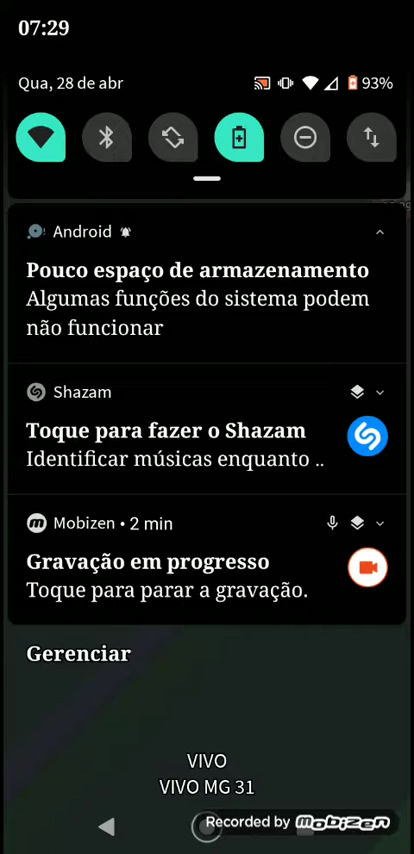 07:29
Qua, 28 de abr
93%
Android
Pouco espaço de armazenamento
Algumas funções do sistema podem
não funcionar
Shazam
Toque para fazer o Shazam
Identificar músicas enquanto ..
Mobizen • 2 min
Gravação em progresso
Toque para parar a gravação.
Gerenciar
VIVO
VIVO MG 31
Recorded by mobizen